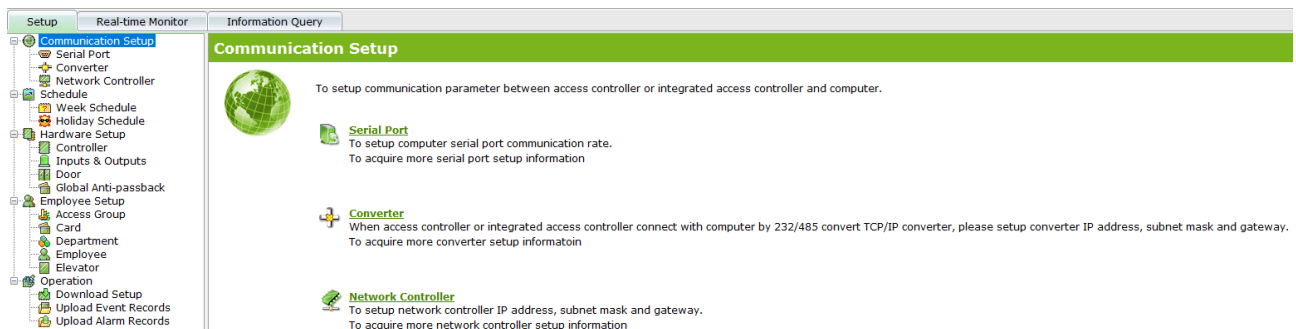 Setup
Real-time Monitor
Information Query
Communication Setup
Serial Port
Converter
Network Controller
Schedule
Week Schedule
Holiday Schedule
Hardware Setup
Controller
Inputs & Outputs
Door
Global Anti-passback
Employee Setup
Access Group
Card
Department
Employee
Elevator
Operation
Download Setup
Upload Event Records
Upload Alarm Records
Communication Setup
To setup communication parameter between access controller or integrated access controller and computer.
Serial Port
To setup computer serial port communication rate.
To acquire more serial port setup information
Converter
When access controller or integrated access controller connect with computer by 232/485 convert TCP/IP converter, please setup converter IP address, subnet mask and gateway.
To acquire more converter setup informatoin
Network Controller
To setup network controller IP address, subnet mask and gateway.
To acquire more network controller setup information